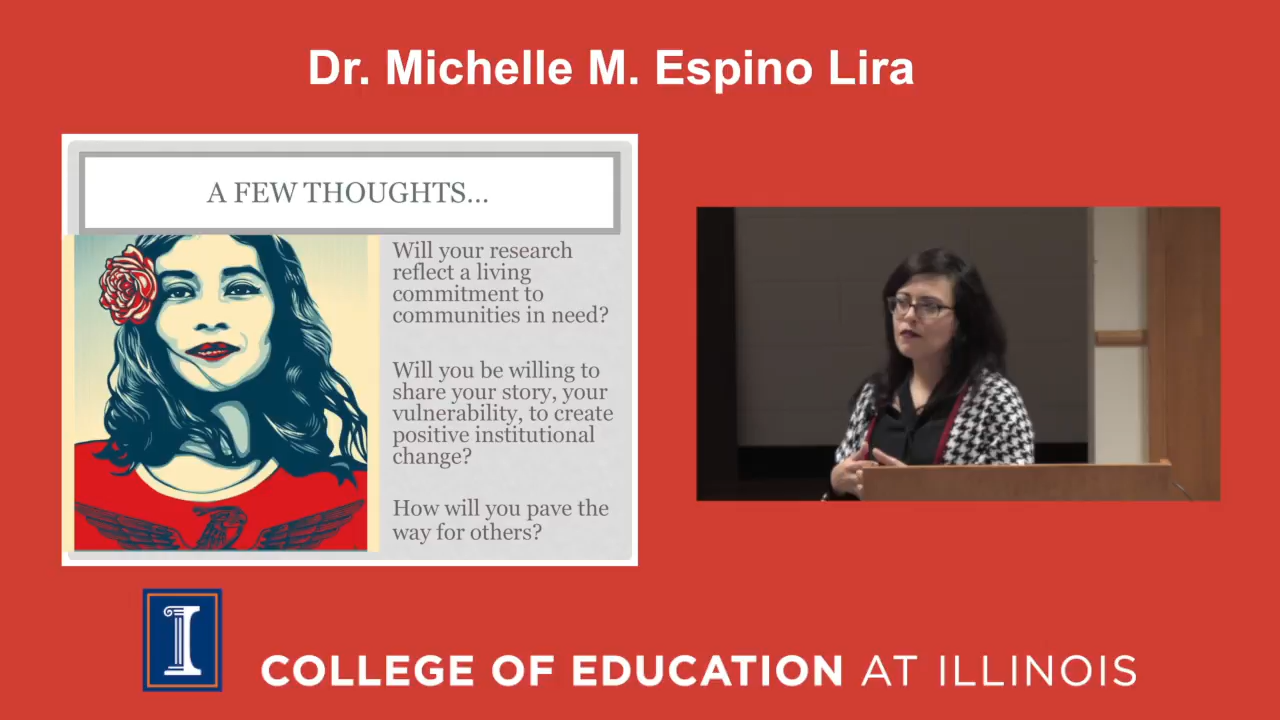 Dr. Michelle M. Espino Lira
A FEW THOUGHTS...
Will your research
reflect a living
commitment to
communities in need?
Will you be willing to
share your story, your
vulnerability, to create
positive institutional
change?
How will you pave the
way for others?
I
COLLEGE OF EDUCATION AT ILLINOIS